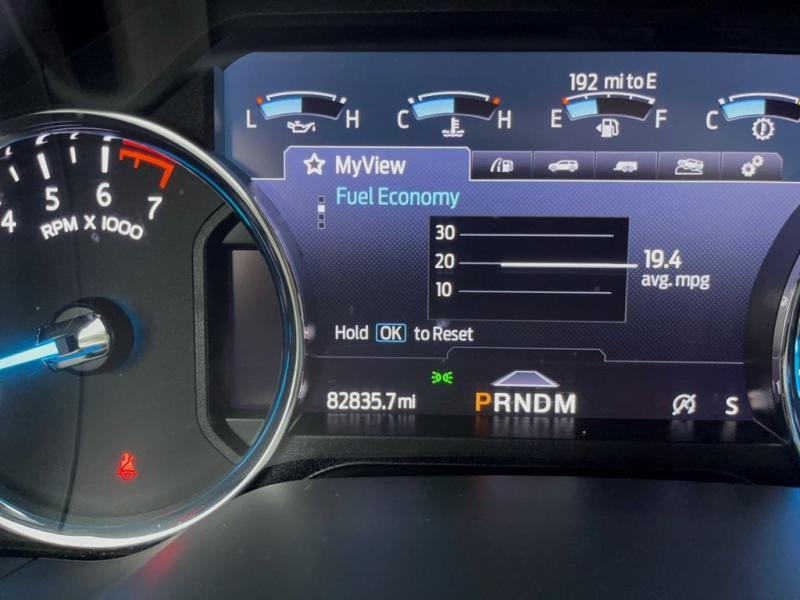 192 mi to E
L H
C H
E F
C
MyView
Fuel Economy
30
20
10
19.4
avg. mpg
Hold OK to Reset
4 5 6 7
RPM X 1000
82835.7 mi
PRNDM
S